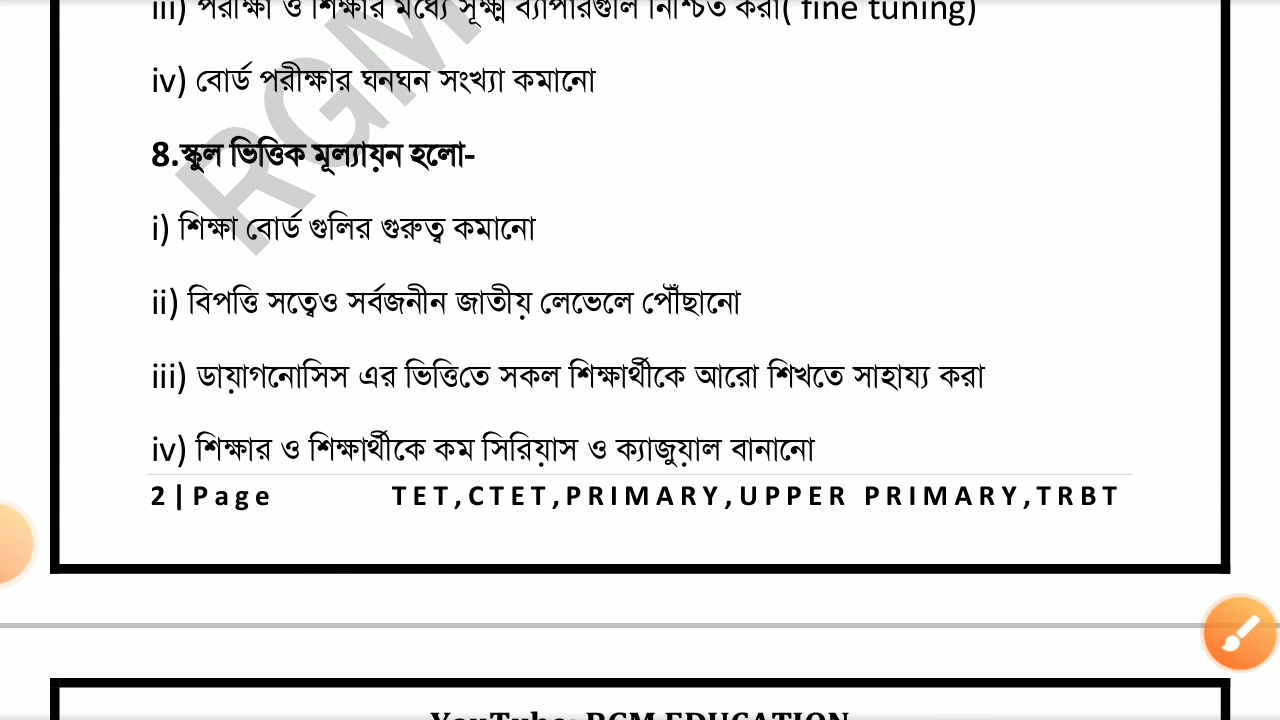 iii) পরীক্ষা ও শিক্ষার মধ্যে সূক্ষ্ম ব্যাপারগুলি নিশ্চিত করা( fine tuning)
iv) বোর্ড পরীক্ষার ঘনঘন সংখ্যা কমানো
8.স্কুল ভিত্তিক মূল্যায়ন হলো-
i) শিক্ষা বোর্ড গুলির গুরুত্ব কমানো
ii) বিপত্তি সত্ত্বেও সর্বজনীন জাতীয় লেভেলে পৌঁছানো
iii) ডায়াগনোসিস এর ভিত্তিতে সকল শিক্ষার্থীকে আরো শিখতে সাহায্য করা
iv) শিক্ষার ও শিক্ষার্থীকে কম সিরিয়াস ও ক্যাজুয়াল বানানো
2 | Page TET,CTET,PRIMARY,UPPER PRIMARY,TRBT
YouTube: RGM EDUCATION
RGM